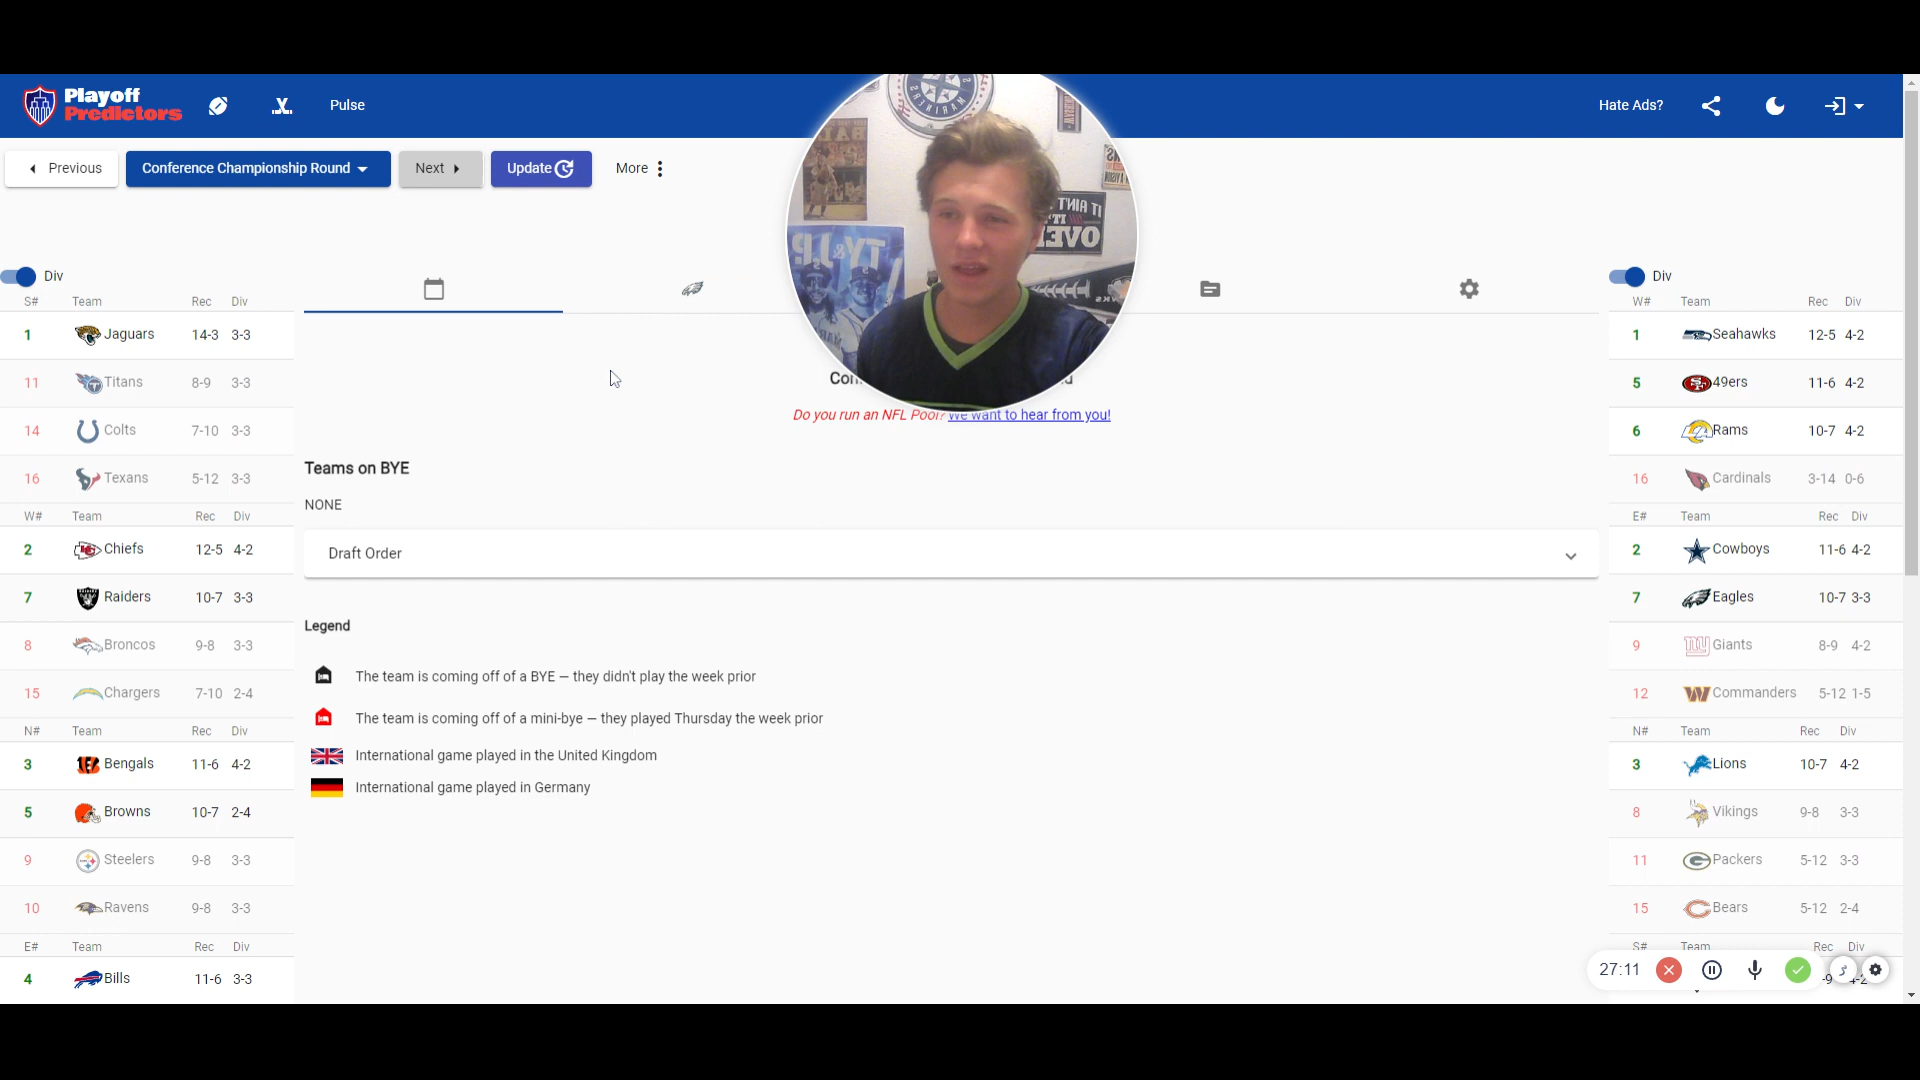 Playoff
Predictors
Pulse
Hate Ads?
Previous
Conference Championship Round
Next
Update
More
MARINERS
TY & J.P.
IT AIN'T
OVER
Div
S# Team Rec Div
1 Jaguars 14-3 3-3
11 Titans 8-9 3-3
14 Colts 7-10 3-3
16 Texans 5-12 3-3
W# Team Rec Div
2 Chiefs 12-5 4-2
7 Raiders 10-7 3-3
8 Broncos 9-8 3-3
15 Chargers 7-10 2-4
N# Team Rec Div
3 Bengals 11-6 4-2
5 Browns 10-7 2-4
9 Steelers 9-8 3-3
10 Ravens 9-8 3-3
E# Team Rec Div
4 Bills 11-6 3-3
Do you run an NFL Pool? We want to hear from you!
Teams on BYE
NONE
Draft Order
Legend
The team is coming off of a BYE — they didn't play the week prior
The team is coming off of a mini-bye — they played Thursday the week prior
International game played in the United Kingdom
International game played in Germany
Div
W# Team Rec Div
1 Seahawks 12-5 4-2
5 49ers 11-6 4-2
6 Rams 10-7 4-2
16 Cardinals 3-14 0-6
E# Team Rec Div
2 Cowboys 11-6 4-2
7 Eagles 10-7 3-3
9 Giants 8-9 4-2
12 Commanders 5-12 1-5
N# Team Rec Div
3 Lions 10-7 4-2
8 Vikings 9-8 3-3
11 Packers 5-12 3-3
15 Bears 5-12 2-4
S# Team Rec Div
27:11